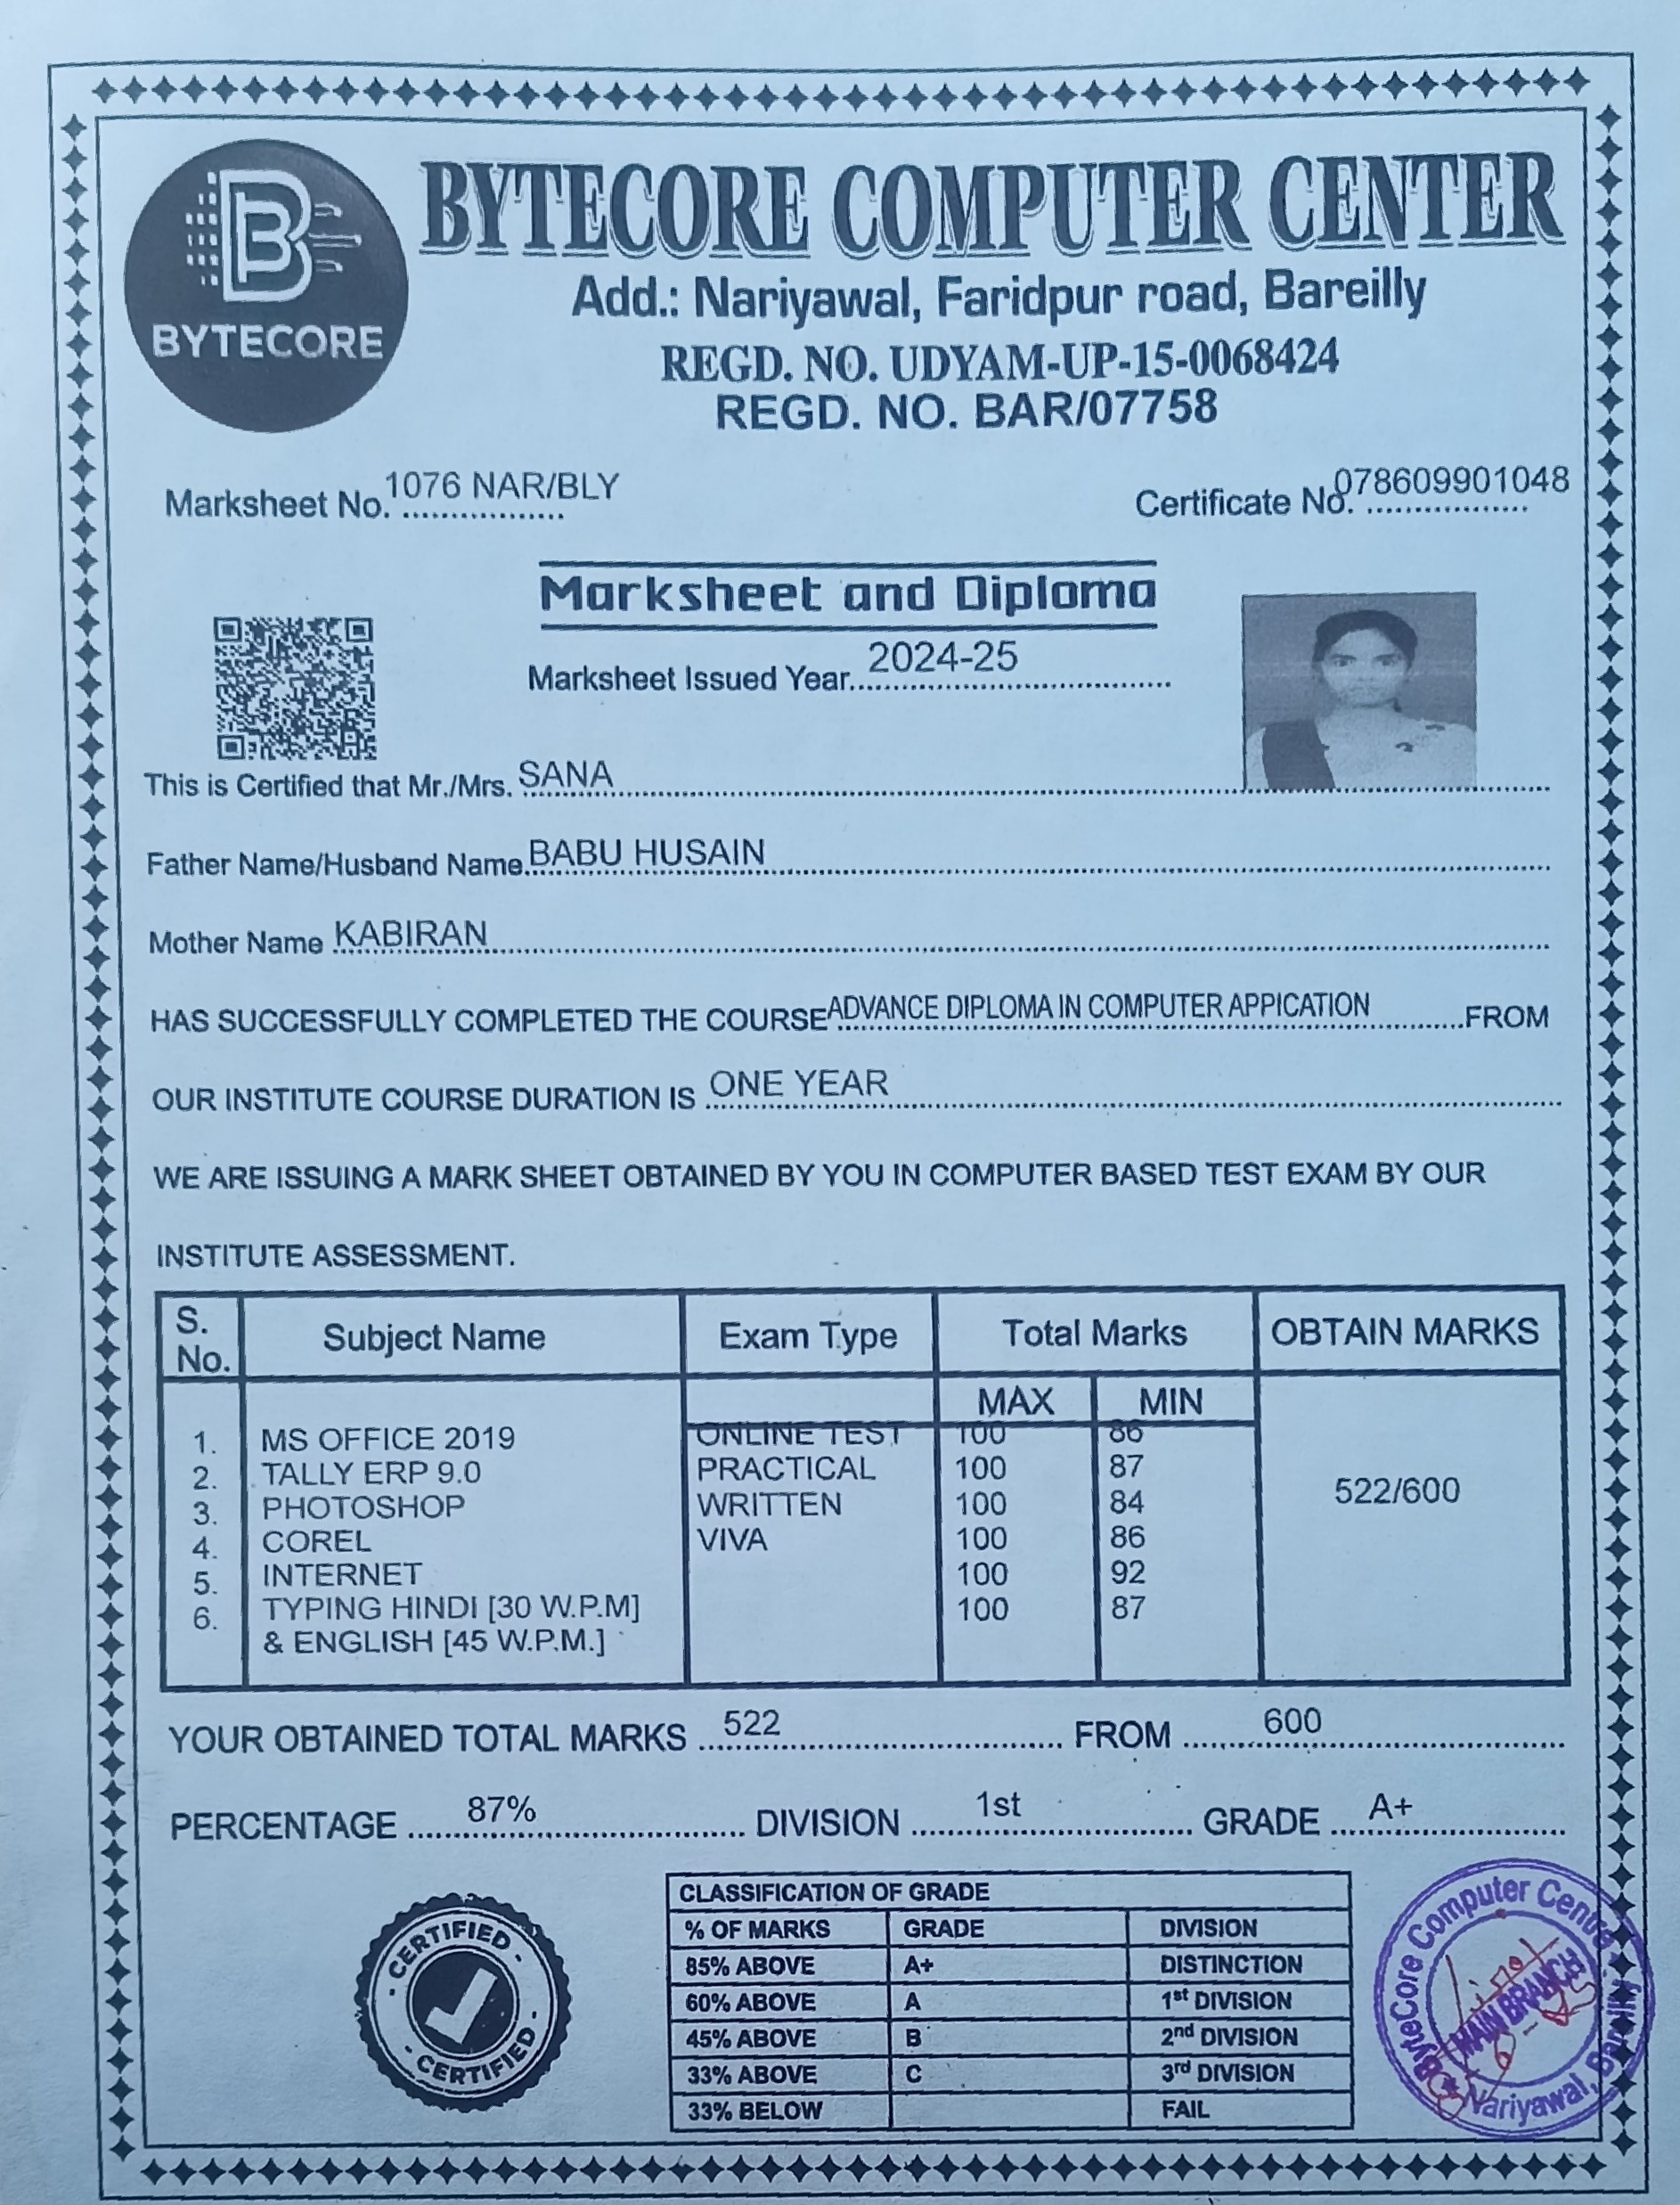 BYTECORE
BYTECORE COMPUTER CENTER
Add.: Nariyawal, Faridpur road, Bareilly
REGD. NO. UDYAM-UP-15-0068424
REGD. NO. BAR/07758
Marksheet No. 1076 NAR/BLY
Certificate No. 078609901048
Marksheet and Diploma
Marksheet Issued Year 2024-25
This is Certified that Mr./Mrs. SANA
Father Name/Husband Name. BABU HUSAIN
Mother Name KABIRAN
HAS SUCCESSFULLY COMPLETED THE COURSE ADVANCE DIPLOMA IN COMPUTER APPICATION FROM
OUR INSTITUTE COURSE DURATION IS ONE YEAR
WE ARE ISSUING A MARK SHEET OBTAINED BY YOU IN COMPUTER BASED TEST EXAM BY OUR
INSTITUTE ASSESSMENT.
S. No. Subject Name Exam Type Total Marks OBTAIN MARKS
MAX MIN
1. MS OFFICE 2019 ONLINE TEST 100 86
2. TALLY ERP 9.0 PRACTICAL 100 87
3. PHOTOSHOP WRITTEN 100 84 522/600
4. COREL VIVA 100 86
5. INTERNET 100 92
6. TYPING HINDI [30 W.P.M] 100 87
& ENGLISH [45 W.P.M.]
YOUR OBTAINED TOTAL MARKS 522 FROM 600
PERCENTAGE 87% DIVISION 1st GRADE A+
CERTIFIED
CERTIFIED
CLASSIFICATION OF GRADE
% OF MARKS GRADE DIVISION
85% ABOVE A+ DISTINCTION
60% ABOVE A 1st DIVISION
45% ABOVE B 2nd DIVISION
33% ABOVE C 3rd DIVISION
33% BELOW FAIL
ByteCore Computer Centre
MAIN BRANCH
Nariyawal, Bareilly